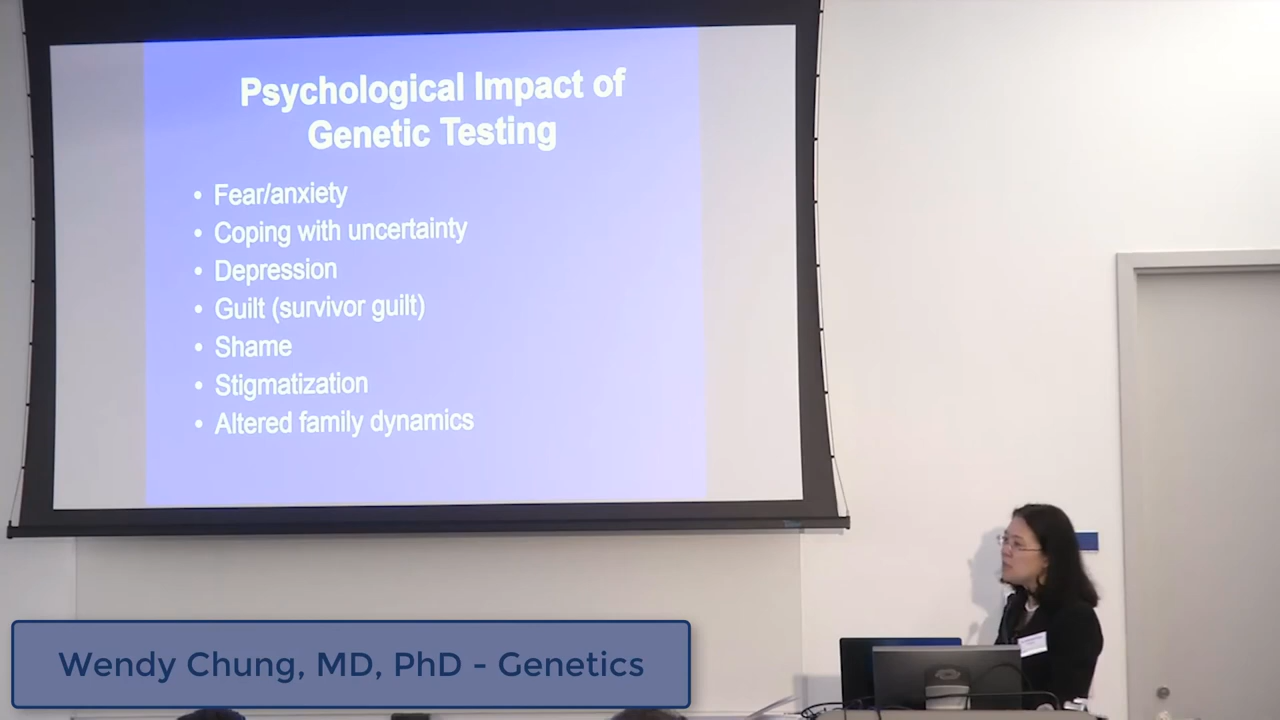 Psychological Impact of
Genetic Testing
• Fear/anxiety
• Coping with uncertainty
• Depression
• Guilt (survivor guilt)
• Shame
• Stigmatization
• Altered family dynamics
Wendy Chung, MD, PhD - Genetics